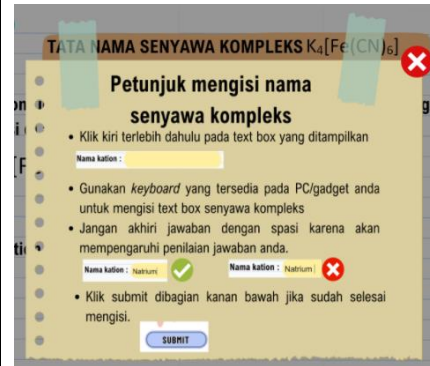 TATA NAMA SENYAWA KOMPLEKS K₄[Fe(CN)₆]
Petunjuk mengisi nama
senyawa kompleks
• Klik kiri terlebih dahulu pada text box yang ditampilkan
Nama kation :
• Gunakan keyboard yang tersedia pada PC/gadget anda
untuk mengisi text box senyawa kompleks
• Jangan akhiri jawaban dengan spasi karena akan
mempengaruhi penilaian jawaban anda.
Nama kation : Natrium
Nama kation : Natrium
• Klik submit dibagian kanan bawah jika sudah selesai
mengisi.
SUBMIT